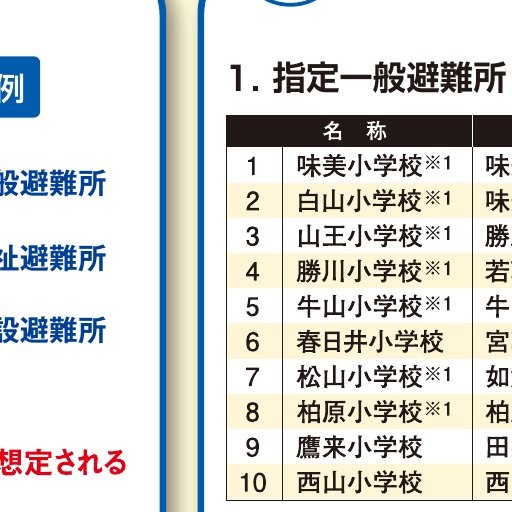 例
般避難所
祉避難所
設避難所
想定される
1. 指定一般避難所
名 称
1 味美小学校※1 味
2 白山小学校※1 味
3 山王小学校※1 勝
4 勝川小学校※1 若
5 牛山小学校※1 牛
6 春日井小学校 宮
7 松山小学校※1 如
8 柏原小学校※1 柏
9 鷹来小学校 田
10 西山小学校 西